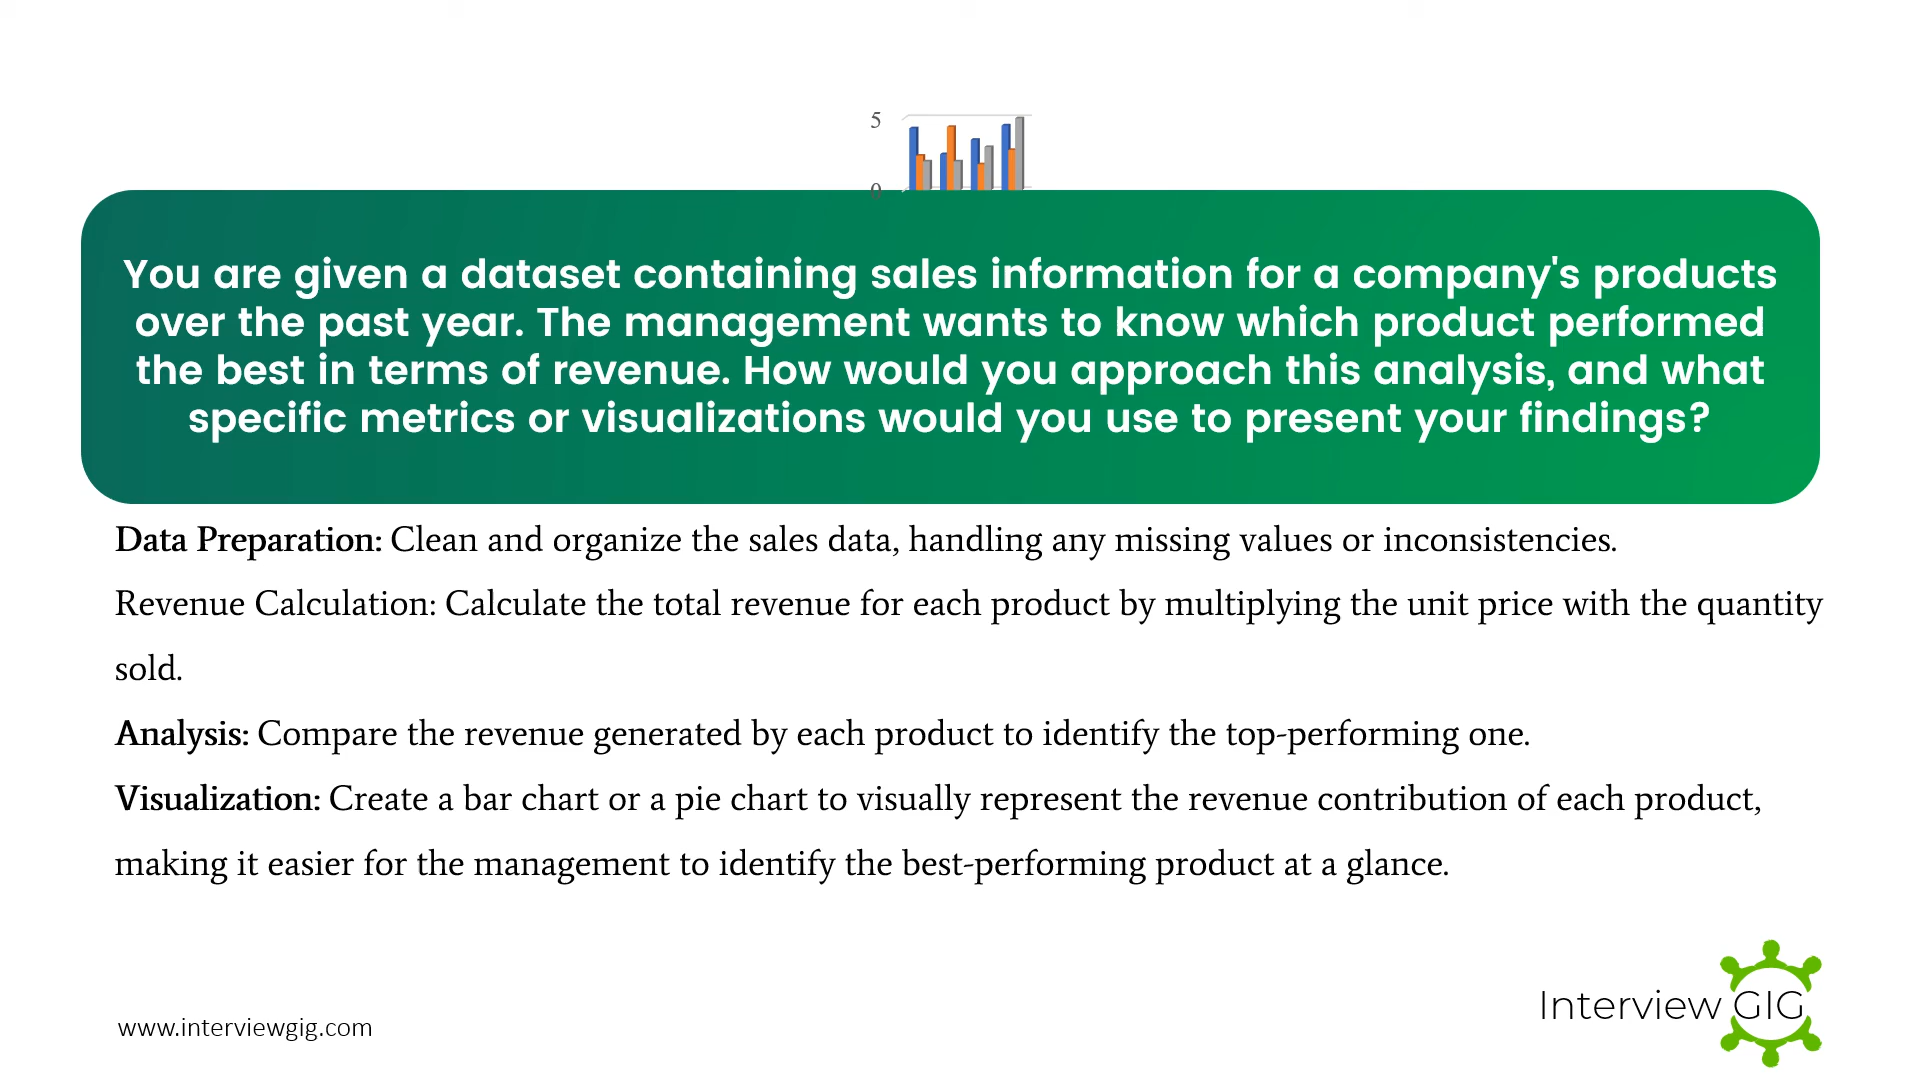 5
0
You are given a dataset containing sales information for a company's products
over the past year. The management wants to know which product performed
the best in terms of revenue. How would you approach this analysis, and what
specific metrics or visualizations would you use to present your findings?
Data Preparation: Clean and organize the sales data, handling any missing values or inconsistencies.
Revenue Calculation: Calculate the total revenue for each product by multiplying the unit price with the quantity
sold.
Analysis: Compare the revenue generated by each product to identify the top-performing one.
Visualization: Create a bar chart or a pie chart to visually represent the revenue contribution of each product,
making it easier for the management to identify the best-performing product at a glance.
Interview GIG
www.interviewgig.com